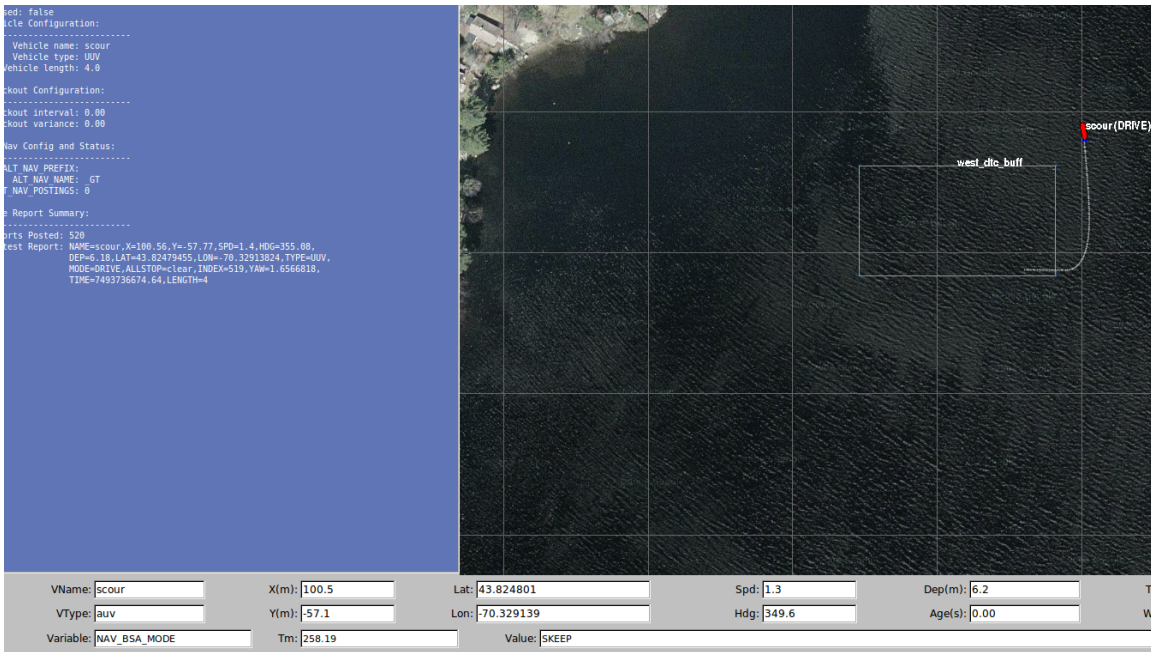 sed: false
icle Configuration:
Vehicle name: scour
Vehicle type: UUV
Vehicle length: 4.0
ckout Configuration:
ckout interval: 0.00
ckout variance: 0.00
Nav Config and Status:
ALT_NAV_PREFIX:
ALT_NAV_NAME: _GT
T_NAV_POSTINGS: 0
e Report Summary:
orts Posted: 520
test Report: NAME=scour,X=100.56,Y=-57.77,SPD=1.4,HDG=355.08,
DEP=6.18,LAT=43.82479455,LON=-70.32913824,TYPE=UUV,
MODE=DRIVE,ALLSTOP=clear,INDEX=519,YAW=1.6566818,
TIME=7493736674.64,LENGTH=4
scour(DRIVE)
west_dtc_buff
VName: scour X(m): 100.5 Lat: 43.824801 Spd: 1.3 Dep(m): 6.2 T
VType: auv Y(m): -57.1 Lon: -70.329139 Hdg: 349.6 Age(s): 0.00 W
Variable: NAV_BSA_MODE Tm: 258.19 Value: SKEEP